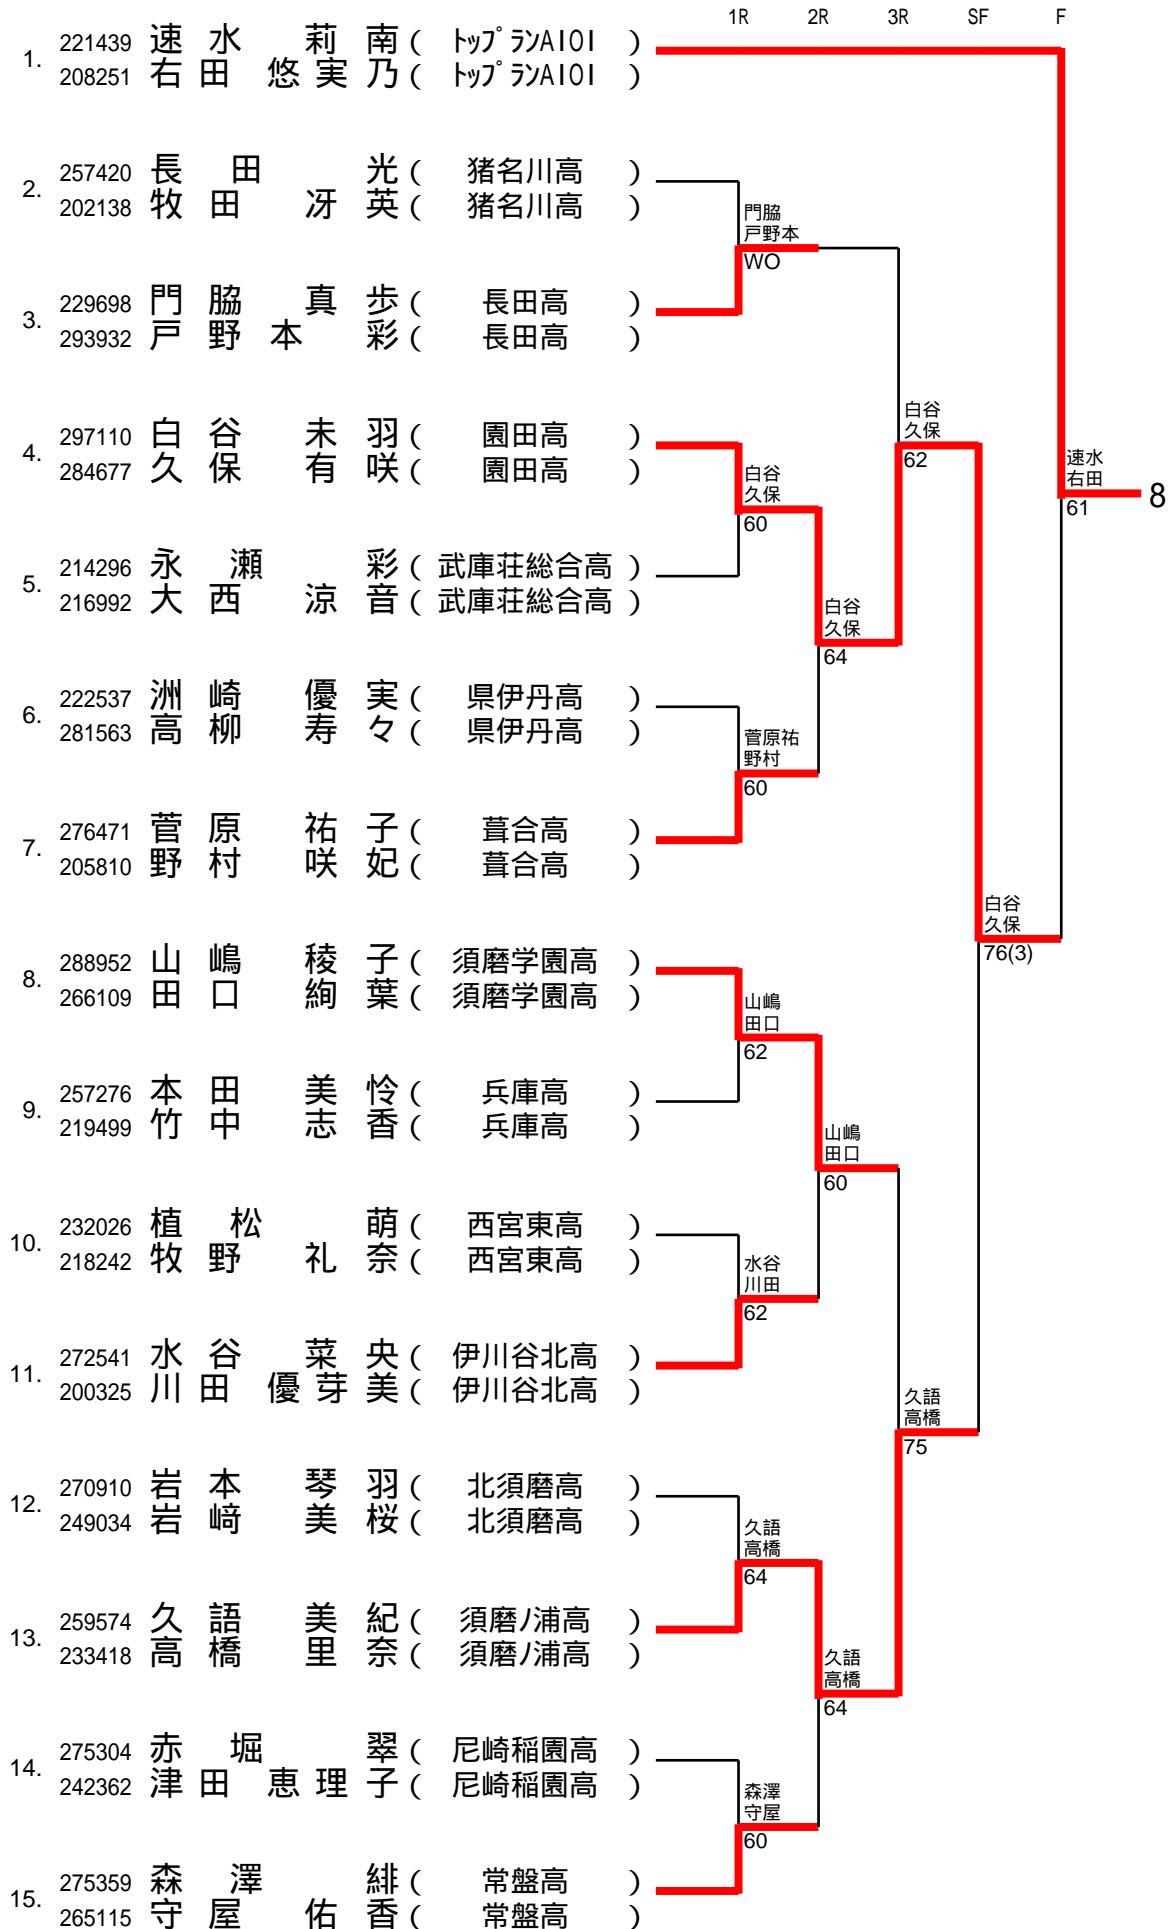 1R 2R 3R SF F
1. 221439 速水 莉南 ( トップランAIOI )
208251 右田 悠実乃 ( トップランAIOI )
2. 257420 長田 光 ( 猪名川高 )
202138 牧田 冴英 ( 猪名川高 )
門脇
戸野本
WO
3. 229698 門脇 真歩 ( 長田高 )
293932 戸野本 彩 ( 長田高 )
白谷
久保
62
4. 297110 白谷 未羽 ( 園田高 )
284677 久保 有咲 ( 園田高 )
速水
右田
61
8
白谷
久保
60
5. 214296 永瀬 彩 ( 武庫荘総合高 )
216992 大西 涼音 ( 武庫荘総合高 )
白谷
久保
64
6. 222537 洲崎 優実 ( 県伊丹高 )
281563 高柳 寿々 ( 県伊丹高 )
菅原祐
野村
60
7. 276471 菅原 祐子 ( 葺合高 )
205810 野村 咲妃 ( 葺合高 )
白谷
久保
76(3)
8. 288952 山嶋 稜子 ( 須磨学園高 )
266109 田口 絢葉 ( 須磨学園高 )
山嶋
田口
62
9. 257276 本田 美怜 ( 兵庫高 )
219499 竹中 志香 ( 兵庫高 )
山嶋
田口
60
10. 232026 植松 萌 ( 西宮東高 )
218242 牧野 礼奈 ( 西宮東高 )
水谷
川田
62
11. 272541 水谷 菜央 ( 伊川谷北高 )
200325 川田 優芽美 ( 伊川谷北高 )
久語
高橋
75
12. 270910 岩本 琴羽 ( 北須磨高 )
249034 岩﨑 美桜 ( 北須磨高 )
久語
高橋
64
13. 259574 久語 美紀 ( 須磨ノ浦高 )
233418 高橋 里奈 ( 須磨ノ浦高 )
久語
高橋
64
14. 275304 赤堀 翠 ( 尼崎稲園高 )
242362 津田 恵理子 ( 尼崎稲園高 )
森澤
守屋
60
15. 275359 森澤 緋 ( 常盤高 )
265115 守屋 佑香 ( 常盤高 )